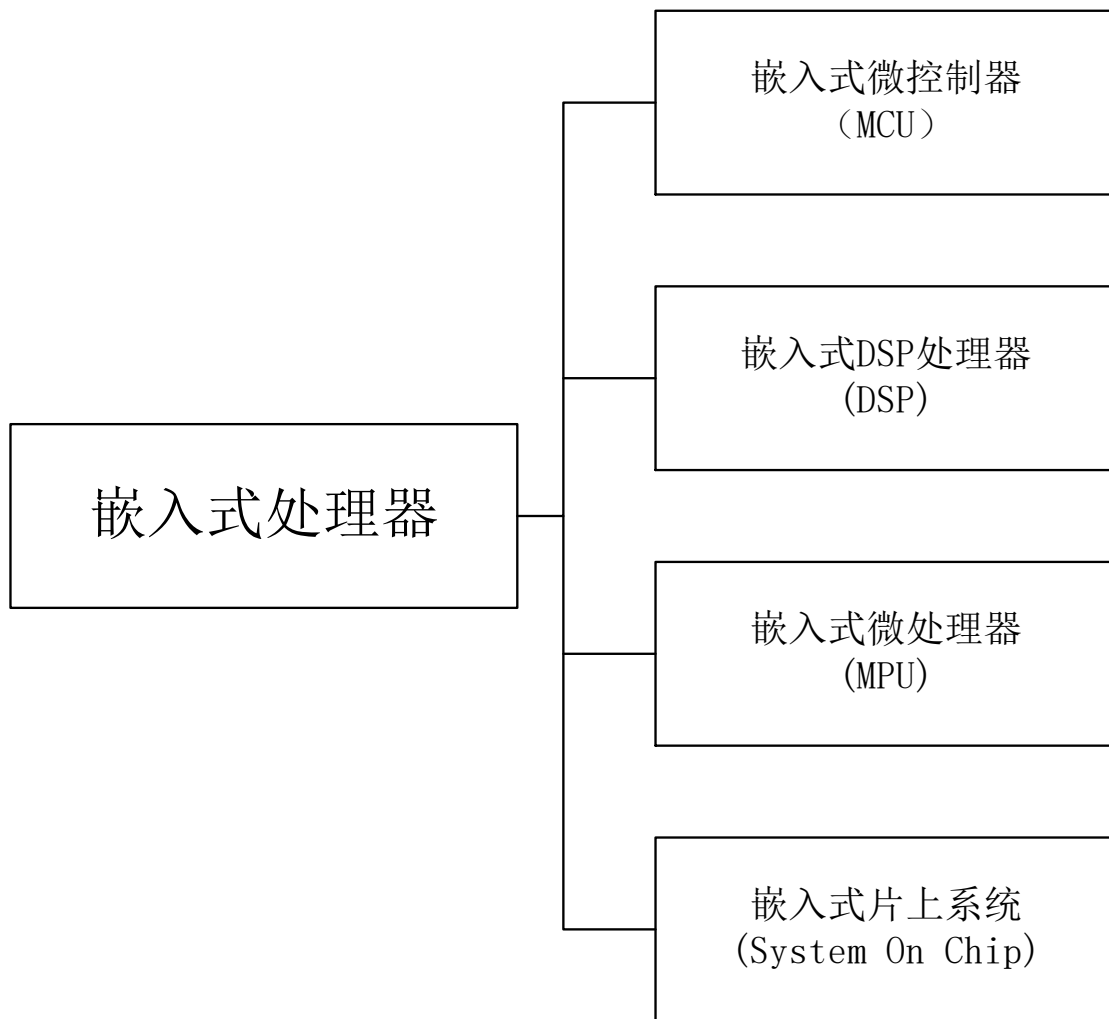 嵌入式微控制器
（MCU）
嵌入式DSP处理器
(DSP)
嵌入式处理器
嵌入式微处理器
(MPU)
嵌入式片上系统
(System On Chip)